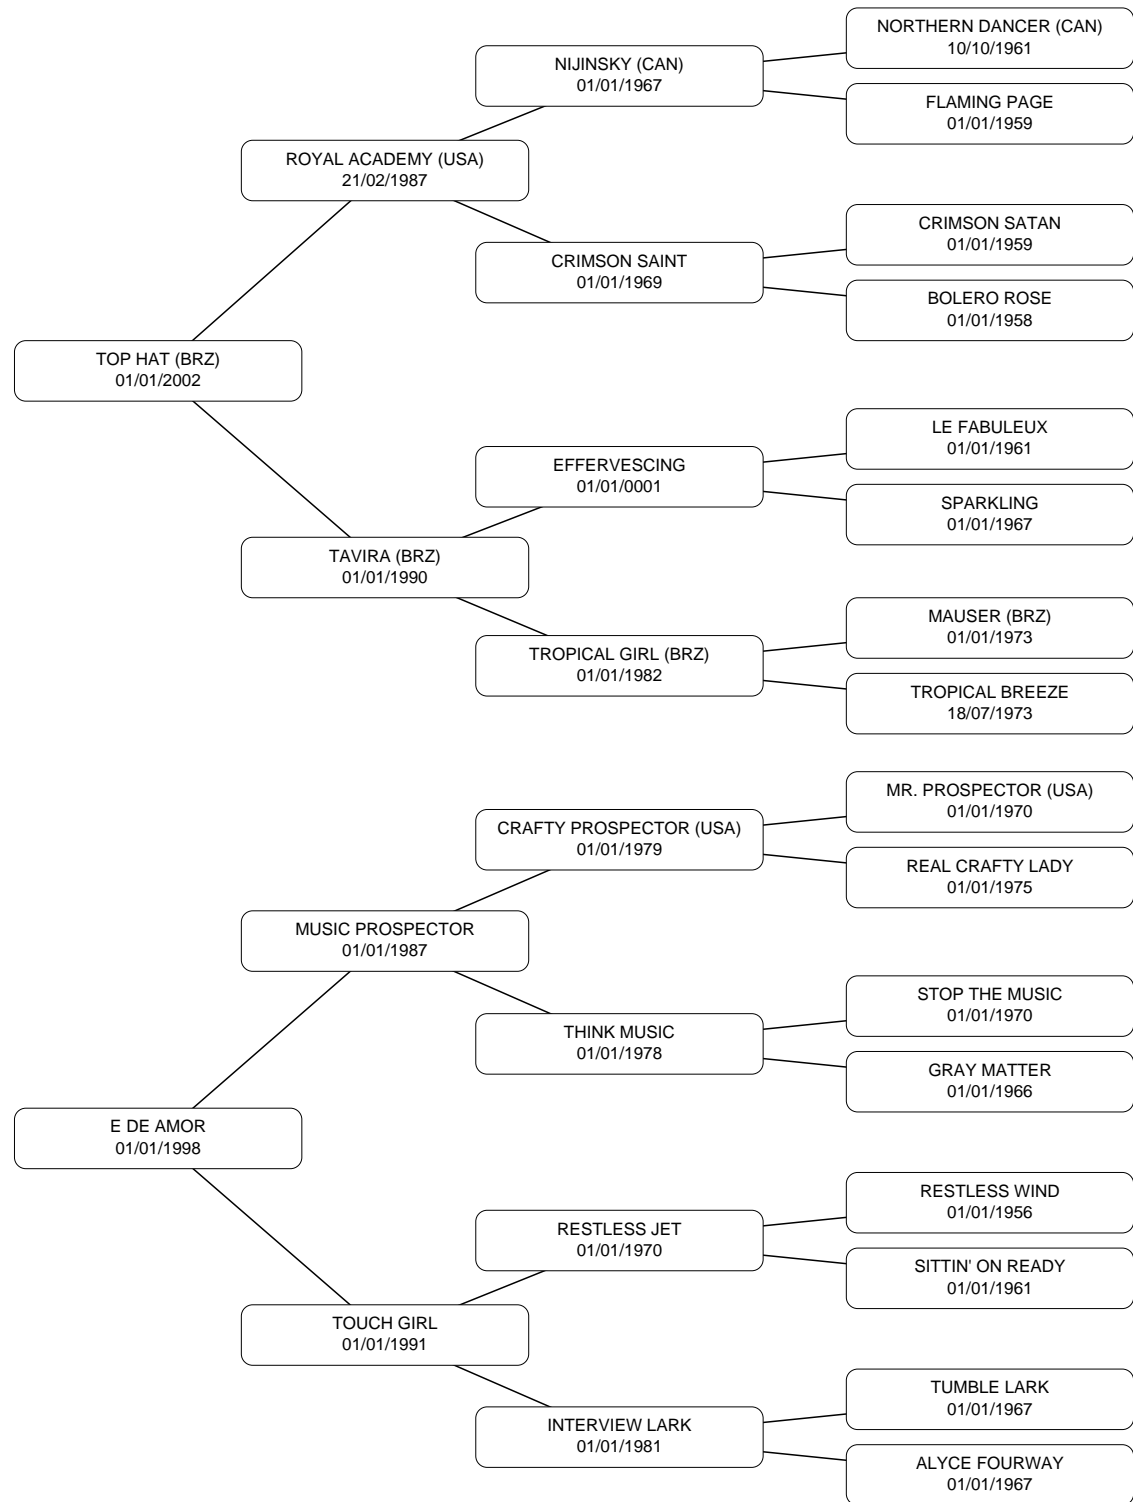 NORTHERN DANCER (CAN)
10/10/1961
NIJINSKY (CAN)
01/01/1967
FLAMING PAGE
01/01/1959
ROYAL ACADEMY (USA)
21/02/1987
CRIMSON SATAN
01/01/1959
CRIMSON SAINT
01/01/1969
BOLERO ROSE
01/01/1958
TOP HAT (BRZ)
01/01/2002
LE FABULEUX
01/01/1961
EFFERVESCING
01/01/0001
SPARKLING
01/01/1967
TAVIRA (BRZ)
01/01/1990
MAUSER (BRZ)
01/01/1973
TROPICAL GIRL (BRZ)
01/01/1982
TROPICAL BREEZE
18/07/1973
MR. PROSPECTOR (USA)
01/01/1970
CRAFTY PROSPECTOR (USA)
01/01/1979
REAL CRAFTY LADY
01/01/1975
MUSIC PROSPECTOR
01/01/1987
STOP THE MUSIC
01/01/1970
THINK MUSIC
01/01/1978
GRAY MATTER
01/01/1966
E DE AMOR
01/01/1998
RESTLESS WIND
01/01/1956
RESTLESS JET
01/01/1970
SITTIN' ON READY
01/01/1961
TOUCH GIRL
01/01/1991
TUMBLE LARK
01/01/1967
INTERVIEW LARK
01/01/1981
ALYCE FOURWAY
01/01/1967